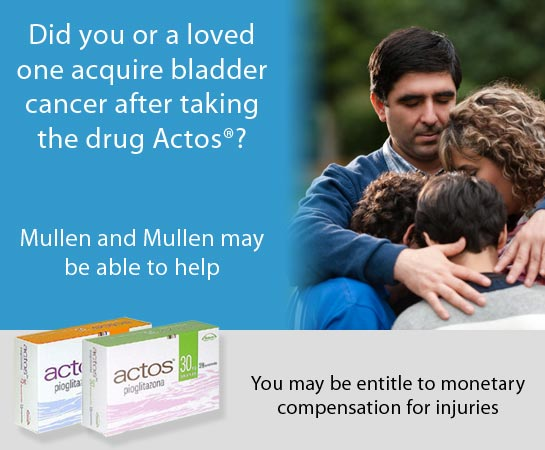 Did you or a loved
one acquire bladder
cancer after taking
the drug Actos®?
Mullen and Mullen may
be able to help
actos
pioglitazona
actos
30
pioglitazona
You may be entitle to monetary
compensation for injuries